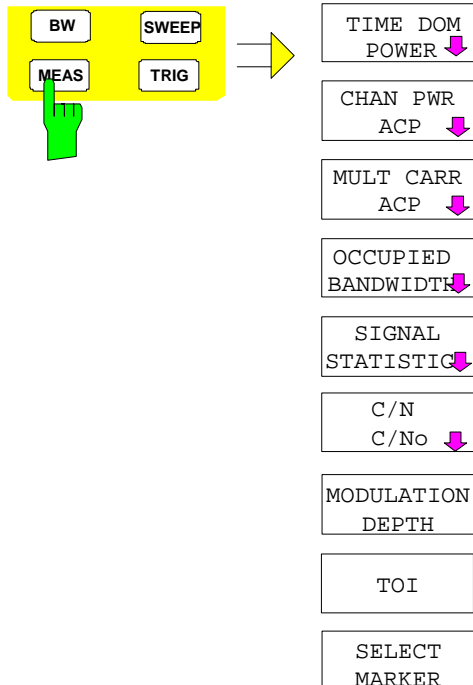 BW
SWEEP
MEAS
TRIG
TIME DOM
POWER
CHAN PWR
ACP
MULT CARR
ACP
OCCUPIED
BANDWIDTH
SIGNAL
STATISTIC
C/N
C/No
MODULATION
DEPTH
TOI
SELECT
MARKER